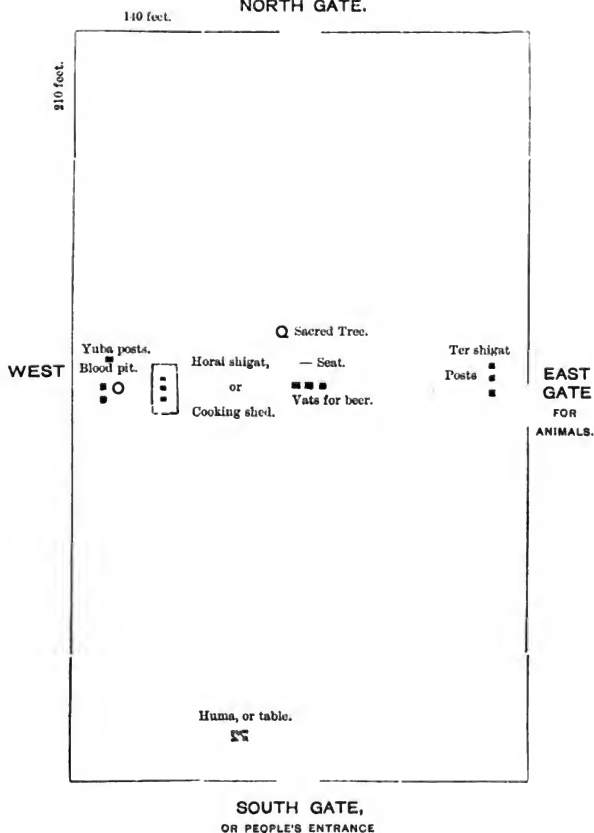 NORTH GATE.
140 feet.
210 feet.
Sacred Tree.
Yuba posts.
Blood pit.
WEST
Horai shigat,
or
Cooking shed.
— Seat.
Vats for beer.
Ter shigat
Posts
EAST
GATE
FOR
ANIMALS.
Huma, or table.
SOUTH GATE,
OR PEOPLE'S ENTRANCE